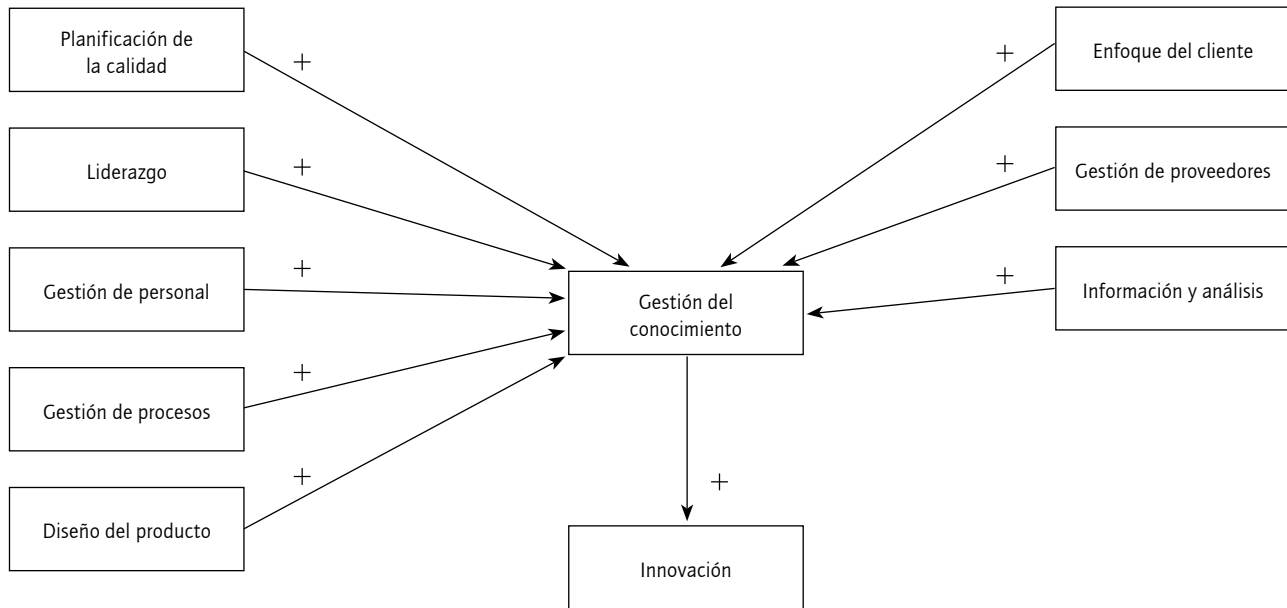 Planificación de
la calidad
+
Liderazgo
+
Gestión de personal
+
Gestión de procesos
+
Diseño del producto
+
Enfoque del cliente
+
Gestión de proveedores
+
Información y análisis
+
Gestión del
conocimiento
+
Innovación